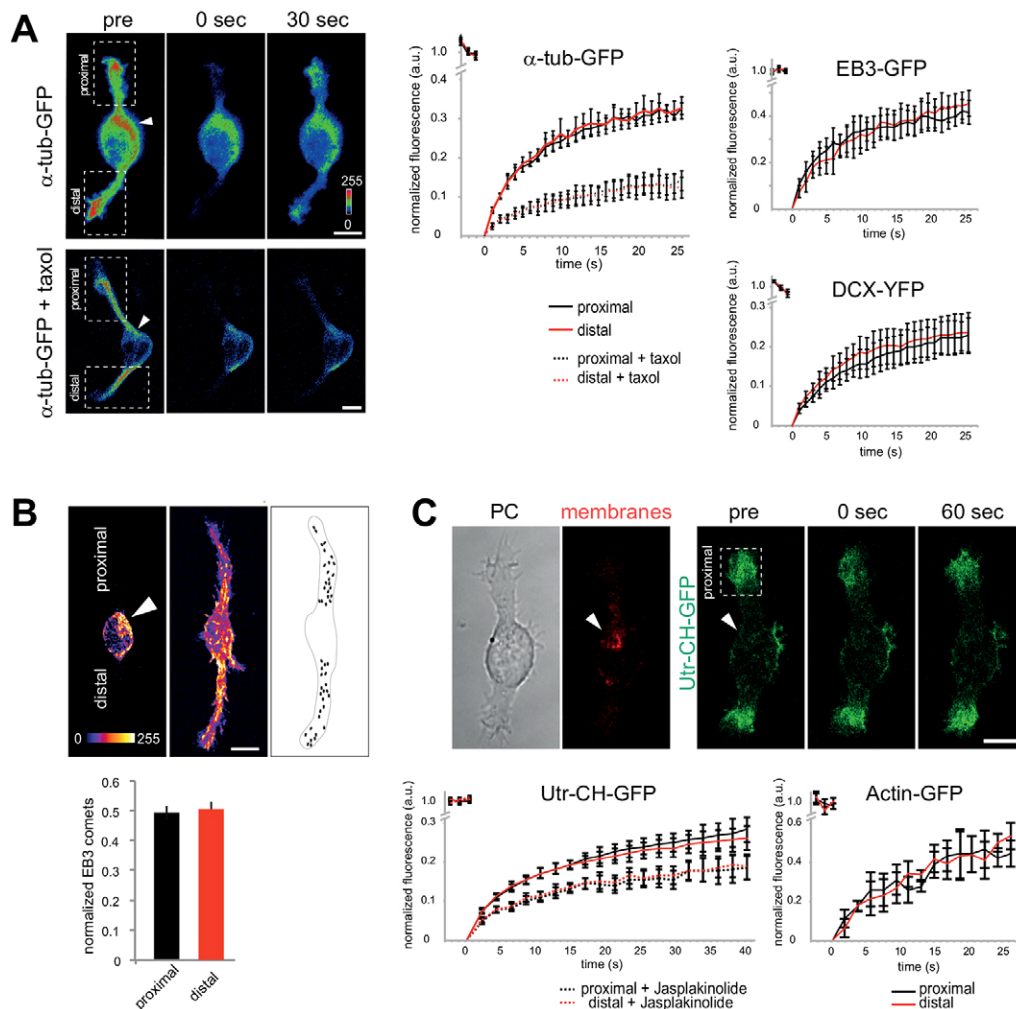 A
pre
0 sec
30 sec
α-tub-GFP
proximal
distal
255
0
α-tub-GFP + taxol
proximal
distal
α-tub-GFP
normalized fluorescence (a.u.)
1.0
0.4
0.3
0.2
0.1
0
0 5 10 15 20 25
time (s)
proximal
distal
proximal + taxol
distal + taxol
EB3-GFP
normalized fluorescence (a.u.)
1.0
0.6
0.4
0.2
0
0 5 10 15 20 25
time (s)
DCX-YFP
normalized fluorescence (a.u.)
1.0
0.3
0.2
0.1
0
0 5 10 15 20 25
time (s)
B
proximal
distal
0 255
normalized EB3 comets
0.6
0.5
0.4
0.3
0.2
0.1
0
proximal
distal
C
PC
membranes
pre
0 sec
60 sec
Utr-CH-GFP
proximal
Utr-CH-GFP
normalized fluorescence (a.u.)
1.0
0.4
0.3
0.2
0.1
0
0 5 10 15 20 25 30 35 40
time (s)
proximal + Jasplakinolide
distal + Jasplakinolide
Actin-GFP
normalized fluorescence (a.u.)
1.0
0.6
0.4
0.2
0
0 5 10 15 20 25
time (s)
proximal
distal